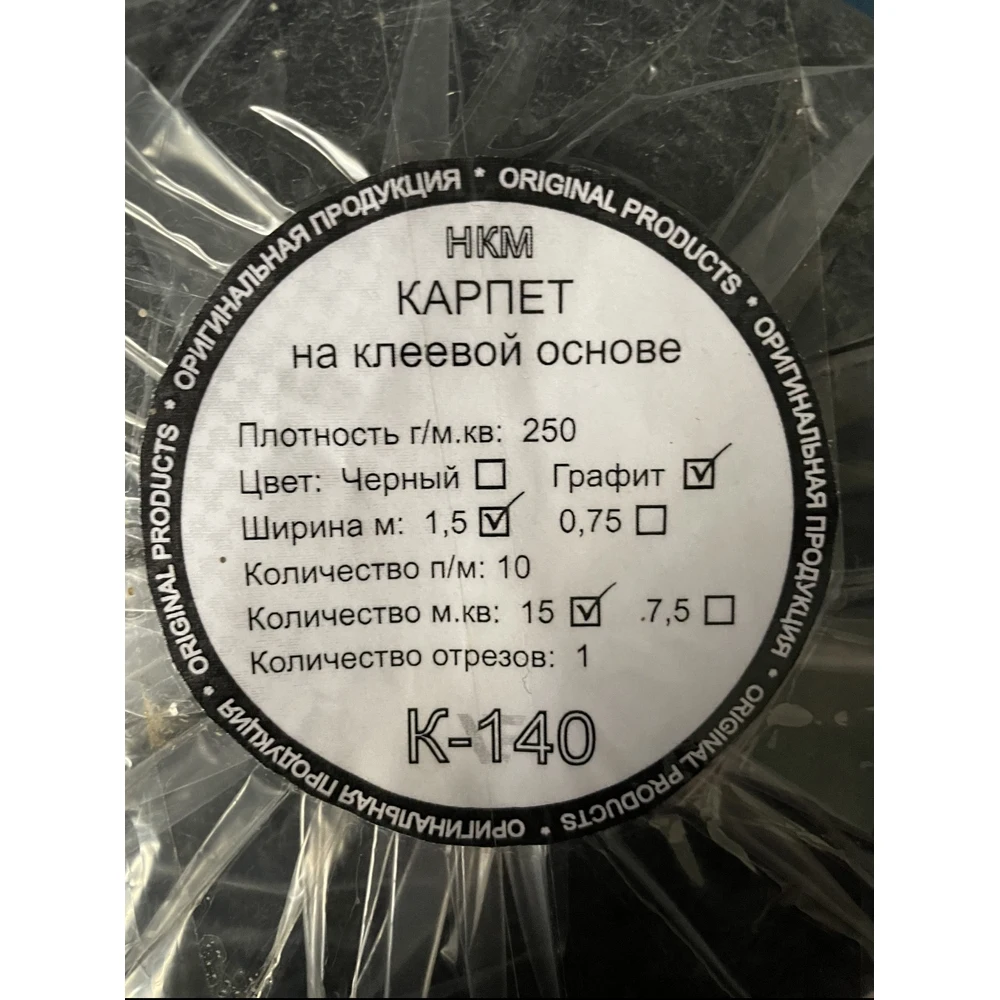 ОРИГИНАЛЬНАЯ ПРОДУКЦИЯ * ORIGINAL PRODUCTS * ОРИГИНАЛЬНАЯ ПРОДУКЦИЯ * ORIGINAL PRODUCTS * ОРИГИНАЛЬНАЯ ПРОДУКЦИЯ * ORIGINAL PRODUCTS *
НКМ
КАРПЕТ
на клеевой основе
Плотность г/м.кв: 250
Цвет: Черный ☐ Графит ☑
Ширина м: 1,5 ☑ 0,75 ☐
Количество п/м: 10
Количество м.кв: 15 ☑ .7,5 ☐
Количество отрезов: 1
К-140